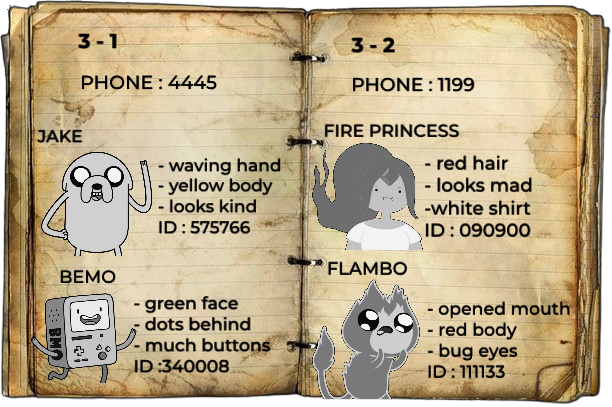 3 - 1
PHONE : 4445
JAKE
- waving hand
- yellow body
- looks kind
ID : 575766
BEMO
- green face
- dots behind
- much buttons
ID :340008
BMO
3 - 2
PHONE : 1199
FIRE PRINCESS
- red hair
- looks mad
-white shirt
ID : 090900
FLAMBO
- opened mouth
- red body
- bug eyes
ID : 111133